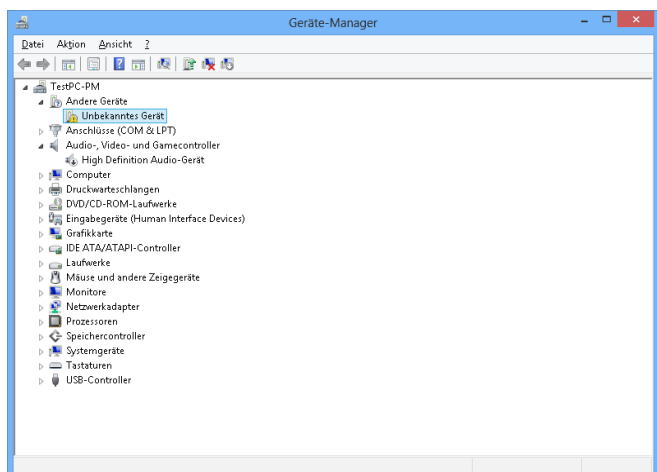 Geräte-Manager
Datei Aktion Ansicht ?
TestPC-PM
Andere Geräte
Unbekanntes Gerät
Anschlüsse (COM & LPT)
Audio-, Video- und Gamecontroller
High Definition Audio-Gerät
Computer
Druckwarteschlangen
DVD/CD-ROM-Laufwerke
Eingabegeräte (Human Interface Devices)
Grafikkarte
IDE ATA/ATAPI-Controller
Laufwerke
Mäuse und andere Zeigegeräte
Monitore
Netzwerkadapter
Prozessoren
Speichercontroller
Systemgeräte
Tastaturen
USB-Controller